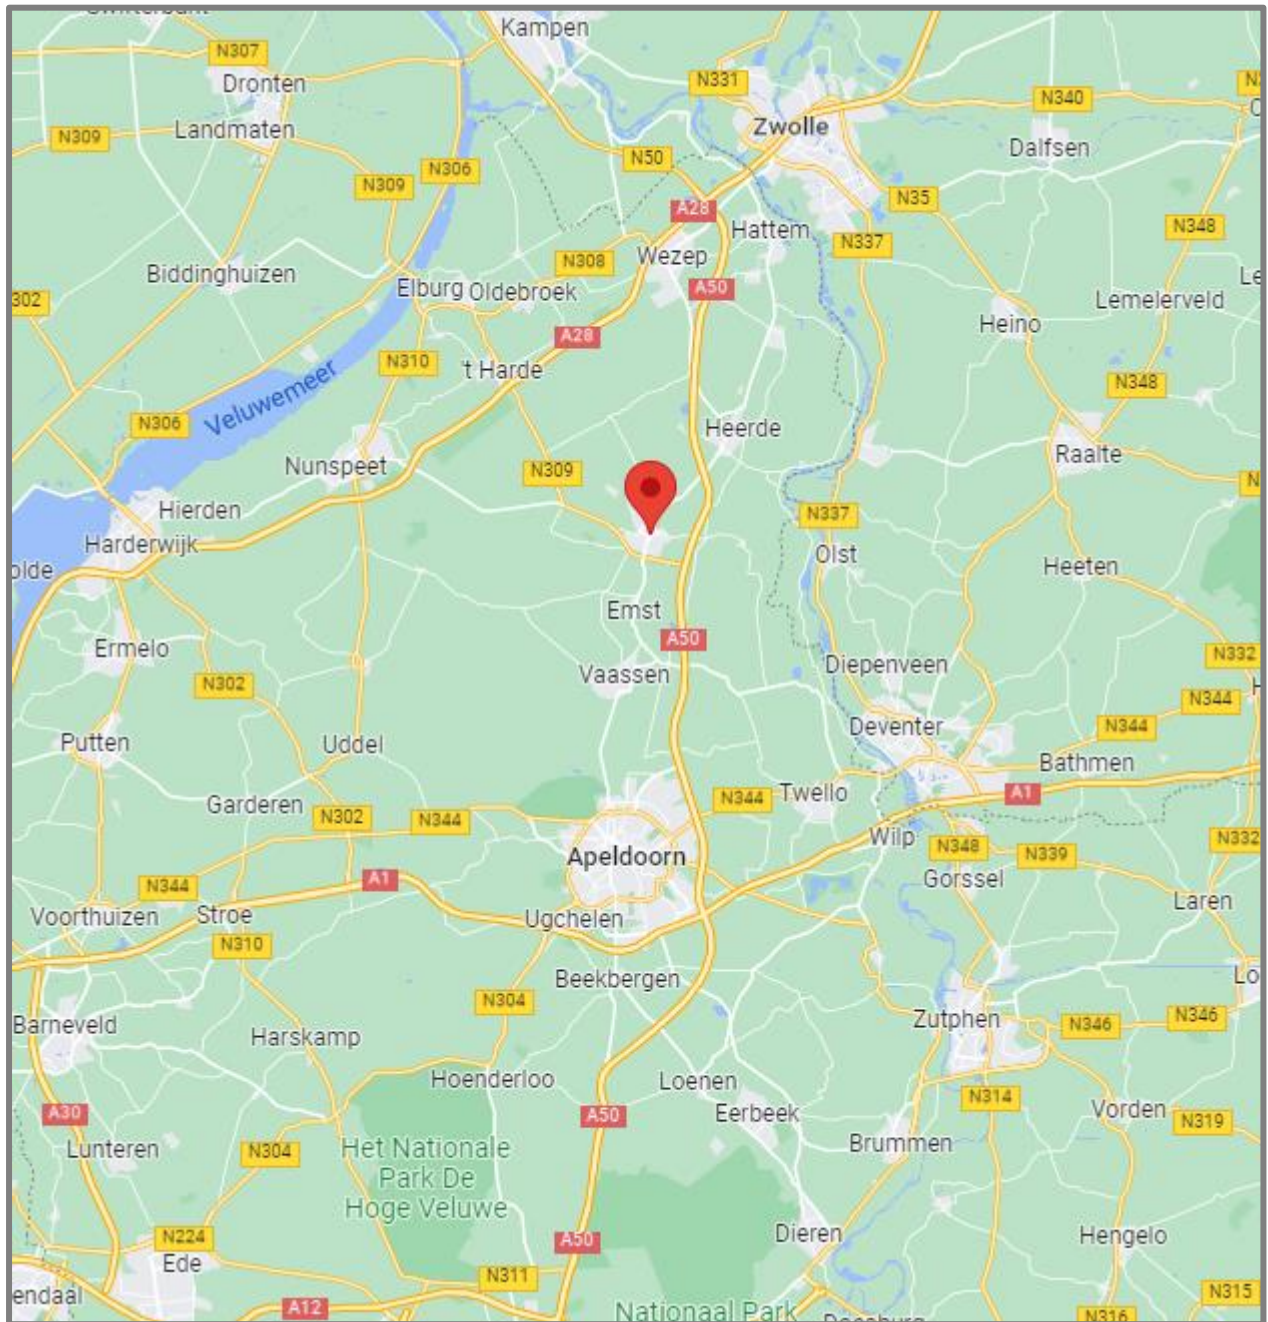 Kampen
N307
Dronten
N331
N340
Landmaten
N309
Zwolle
Dalfsen
N306
N50
N309
N35
A28
Hattem
N348
N337
Wezep
N308
Biddinghuizen
Elburg
Oldebroek
A50
Lemelerveld
302
Heino
A28
N310
't Harde
N348
Veluwemeer
N306
Heerde
Raalte
Nunspeet
N309
Hierden
N337
Harderwijk
Olst
Heeten
olde
Emst
A50
Ermelo
N332
Diepenveen
Vaassen
N302
N344
Deventer
N344
Putten
Uddel
Bathmen
Twello
N344
A1
Garderen
N302
N344
Wilp
N332
N348
N339
Apeldoorn
A1
Gorssel
N344
Laren
Voorthuizen
Stroe
Ugchelen
N310
Beekbergen
Lo
N304
Zutphen
N346
N346
Barneveld
Harskamp
Hoenderloo
Loenen
N314
A30
A50
Eerbeek
Vorden
N319
Lunteren
N304
Het Nationale
Park De
Hoge Veluwe
Brummen
Dieren
Hengelo
N224
A50
Ede
N311
endaal
N315
A12
Nationaal Park
N316